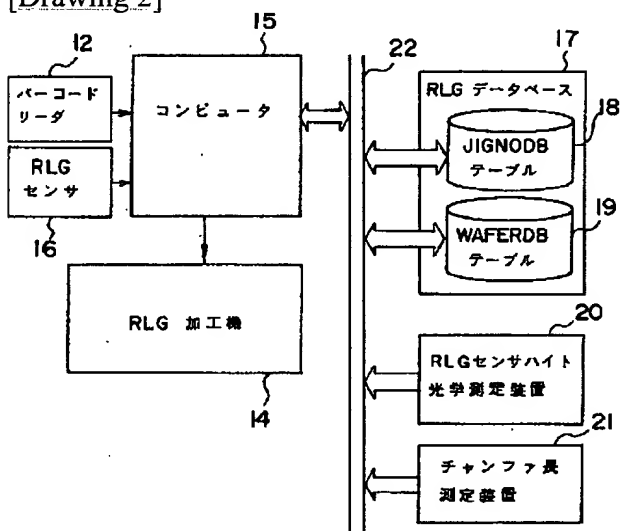 [Drawing 2]
12
15
22
17
バーコード
リーダ
コンピュータ
RLG データベース
18
JIGNODB
テーブル
RLG
センサ
16
19
WAFERDB
テーブル
RLG 加工機
14
20
RLGセンサハイト
光学測定装置
21
チャンファ長
測定装置